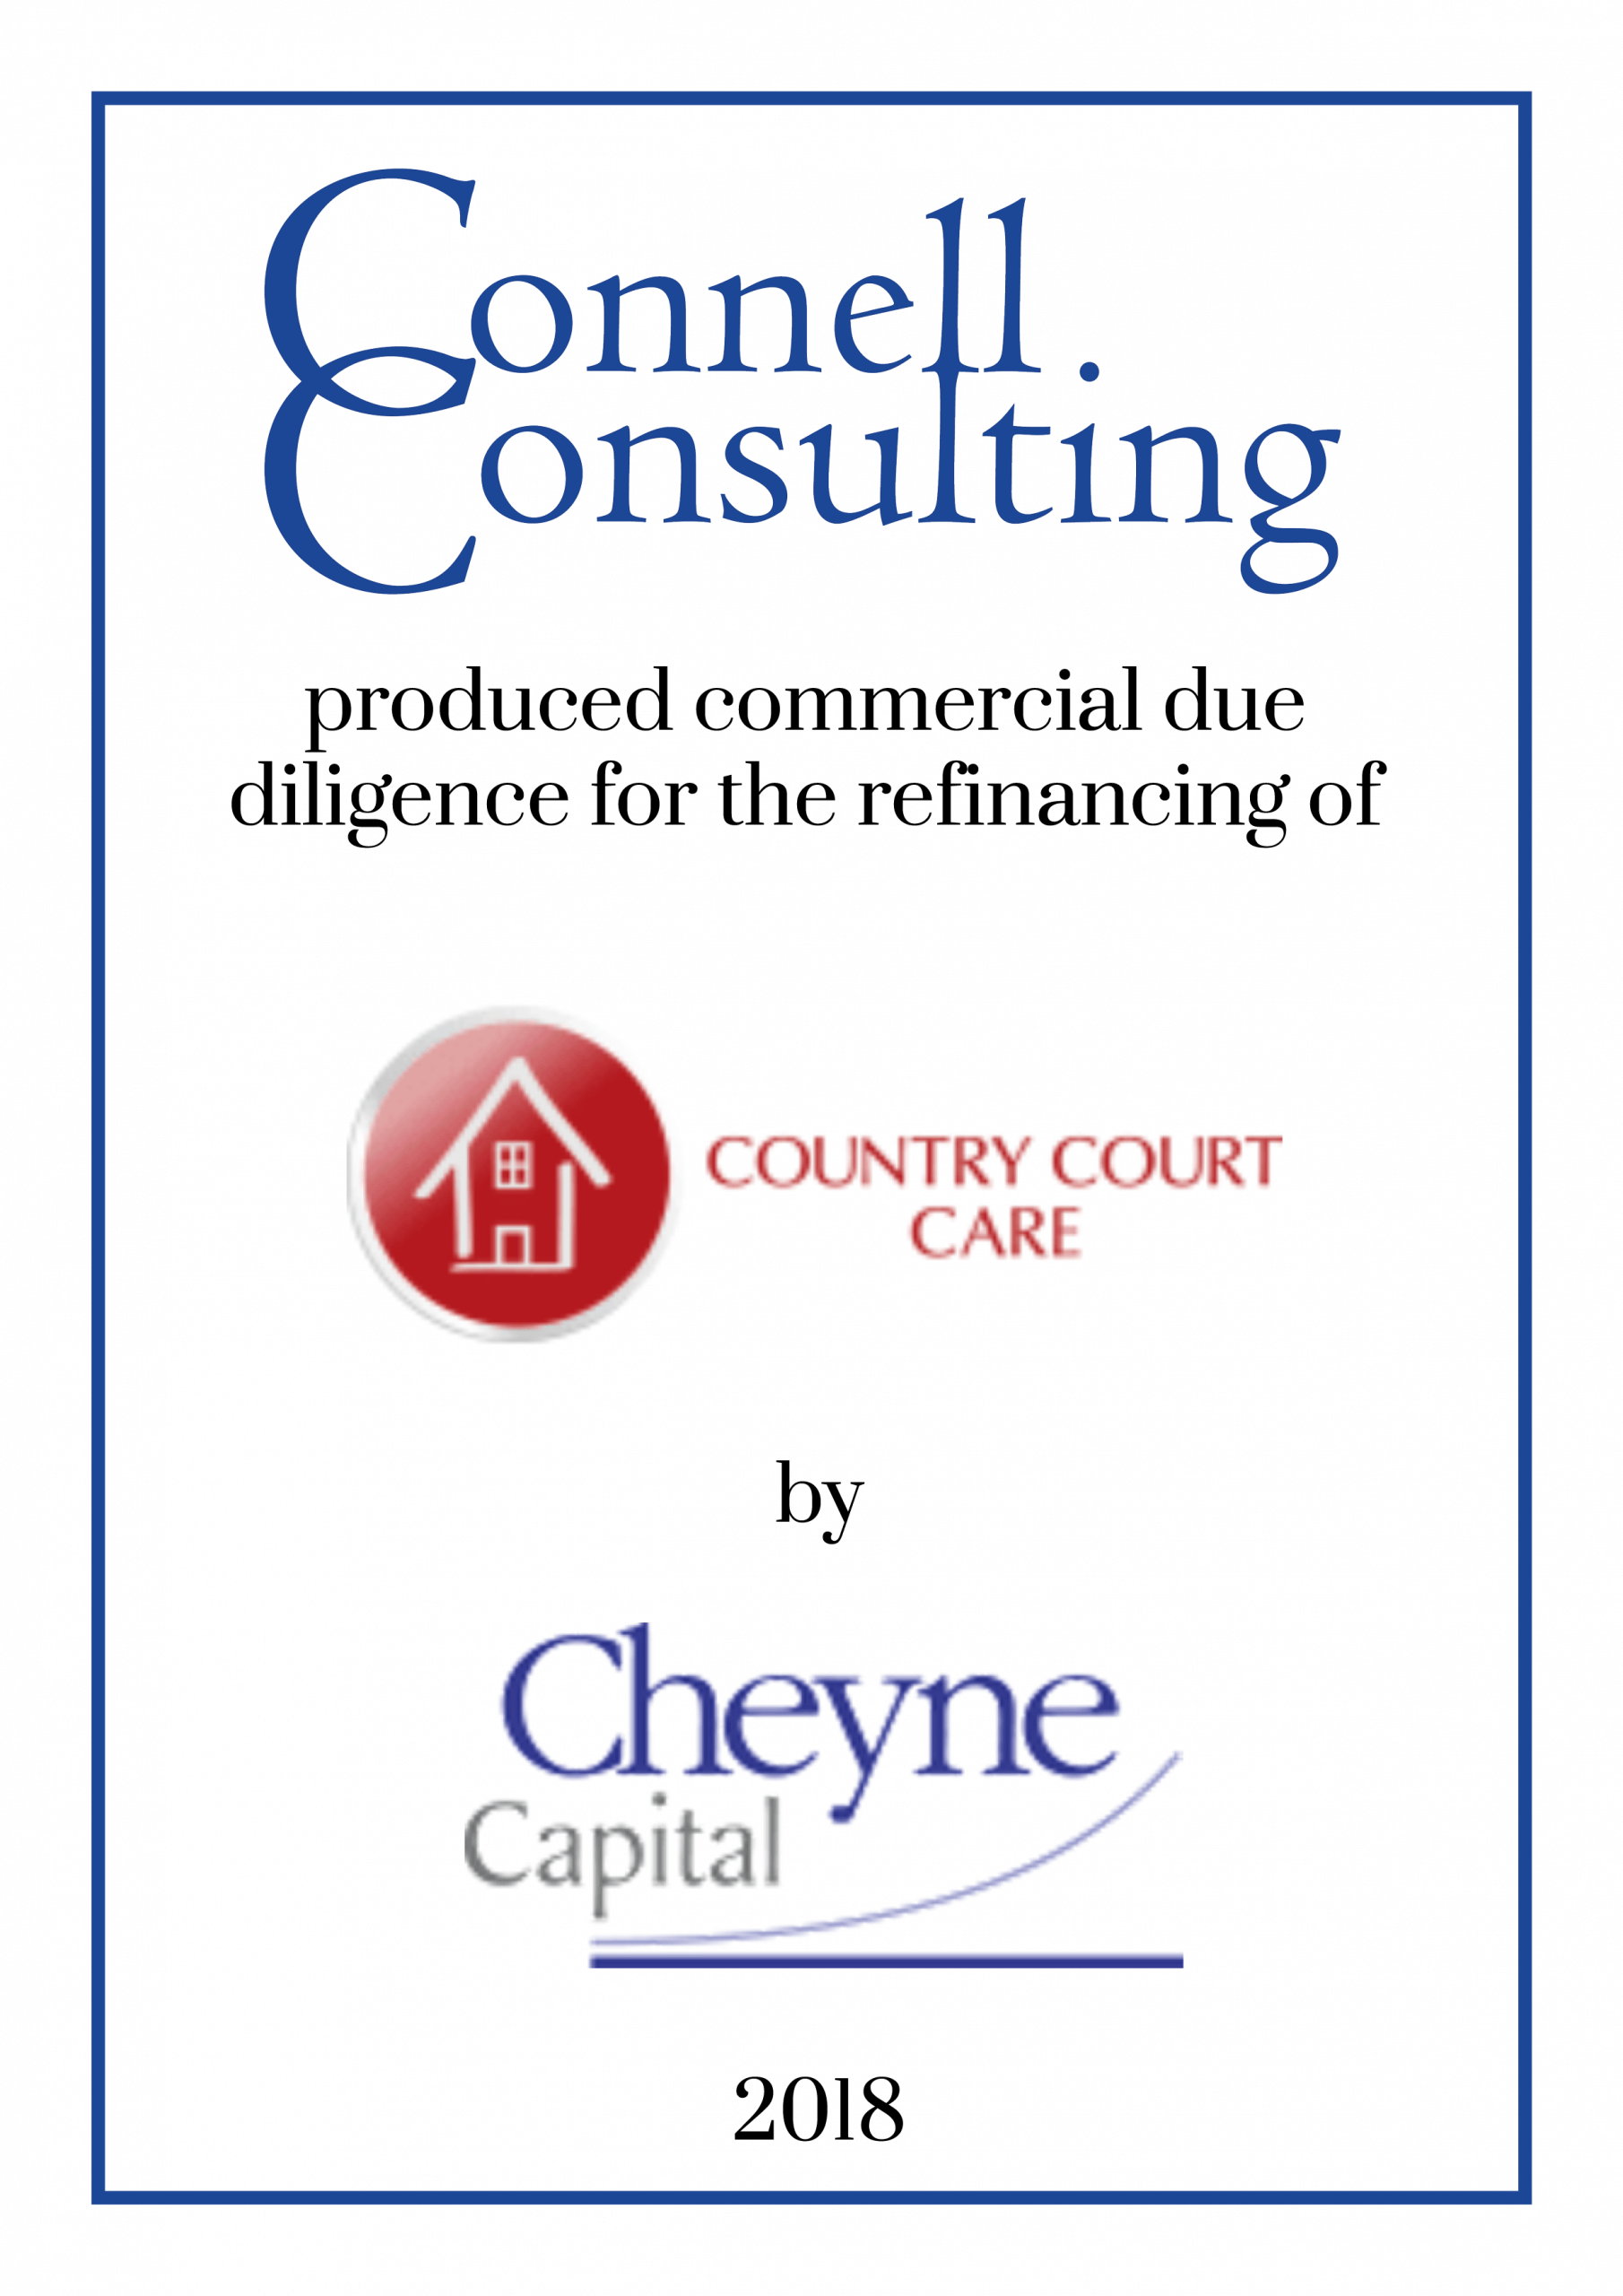 Connell
Consulting
produced commercial due
diligence for the refinancing of
COUNTRY COURT
CARE
by
Cheyne
Capital
2018